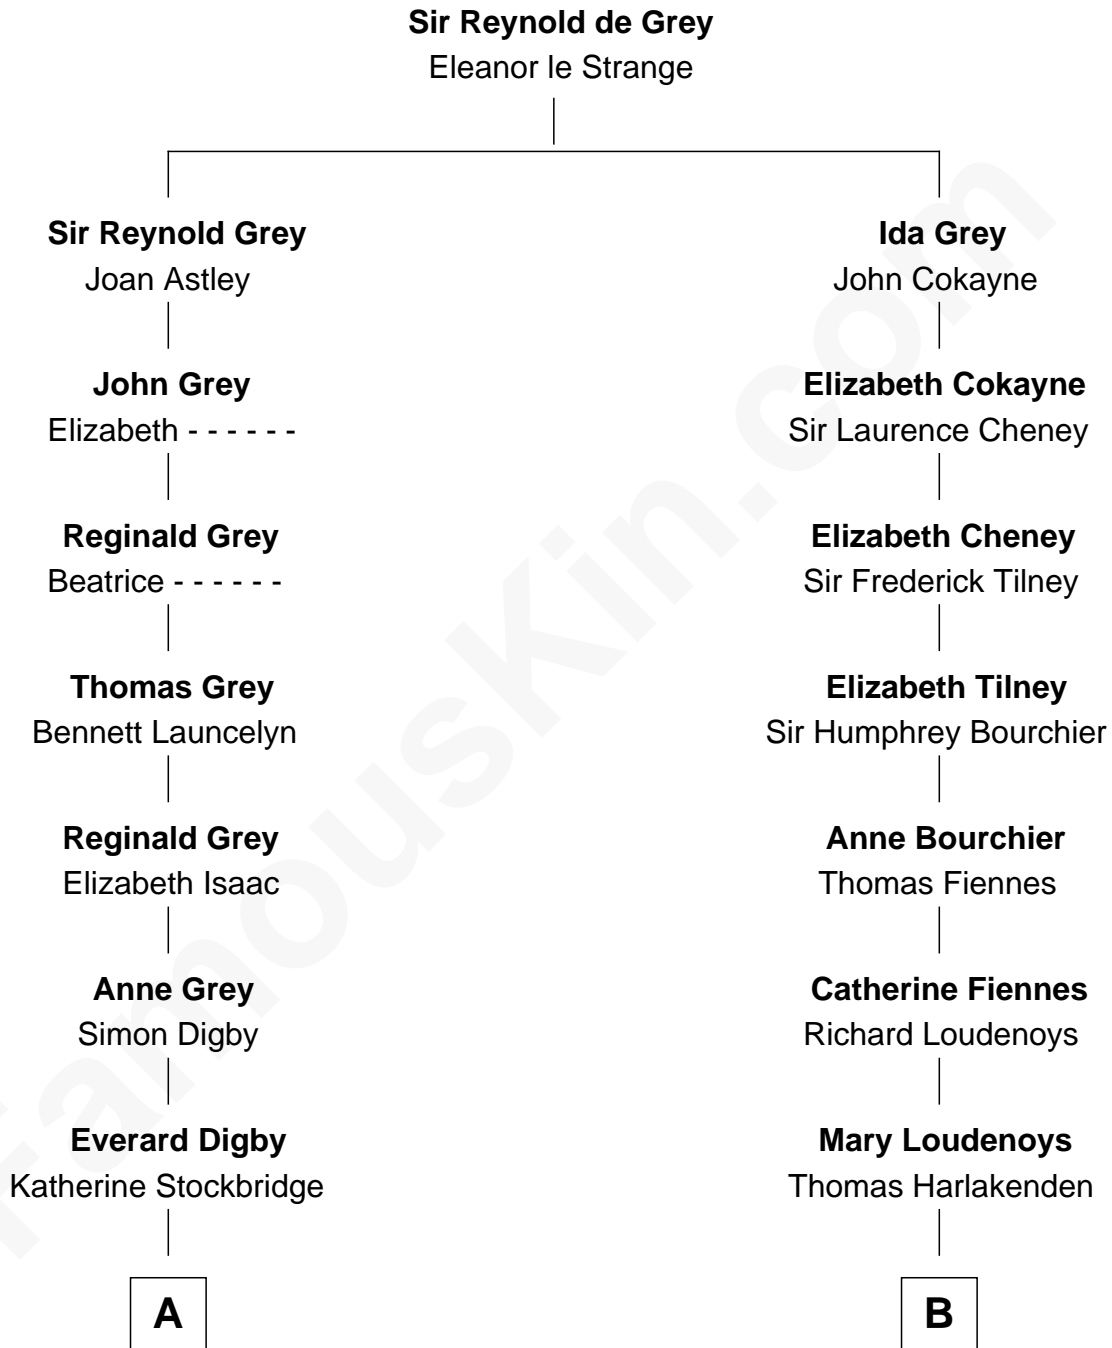 Sir Reynold de Grey
Eleanor le Strange
Sir Reynold Grey
Joan Astley
Ida Grey
John Cokayne
John Grey
Elizabeth - - - - - -
Elizabeth Cokayne
Sir Laurence Cheney
Reginald Grey
Beatrice - - - - - -
Elizabeth Cheney
Sir Frederick Tilney
Thomas Grey
Bennett Launcelyn
Elizabeth Tilney
Sir Humphrey Bourchier
Reginald Grey
Elizabeth Isaac
Anne Bourchier
Thomas Fiennes
Anne Grey
Simon Digby
Catherine Fiennes
Richard Loudenoys
Everard Digby
Katherine Stockbridge
Mary Loudenoys
Thomas Harlakenden
A
B
FamousKin.com